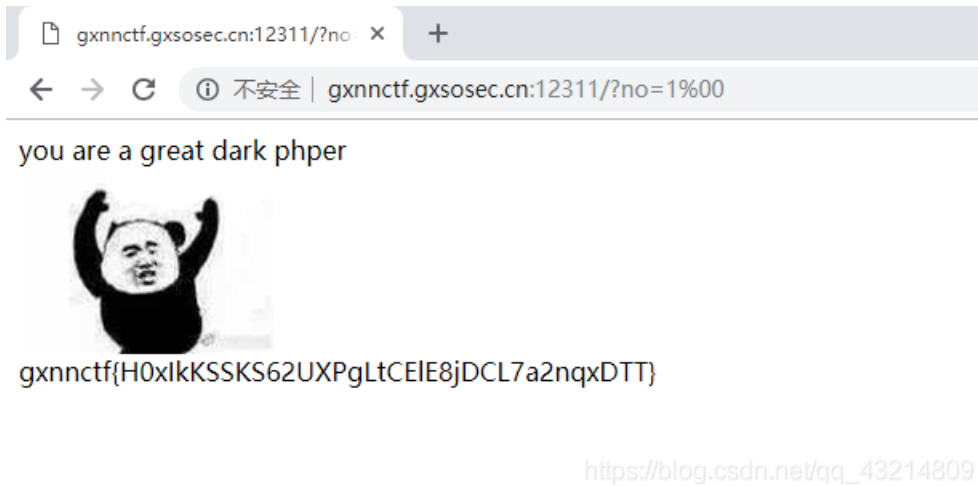 gxnnctf.gxsosec.cn:12311/?no
不安全 gxnnctf.gxsosec.cn:12311/?no=1%00
you are a great dark phper
gxnnctf{H0xIkKSSKS62UXPgLtCElE8jDCL7a2nqxDTT}
https://blog.csdn.net/qq_43214809